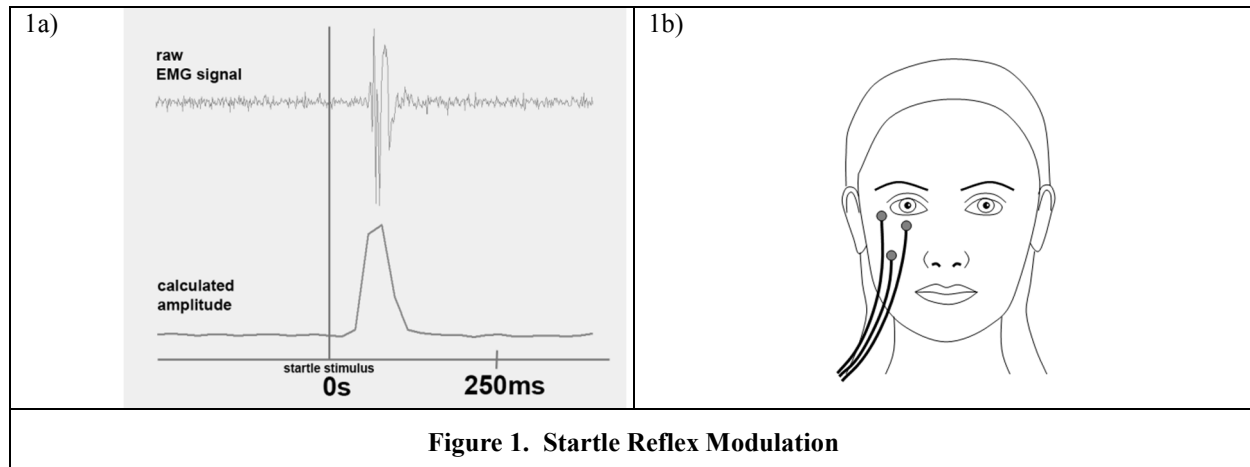 1a)
raw
EMG signal
calculated
amplitude
startle stimulus
0s
250ms
1b)
Figure 1. Startle Reflex Modulation